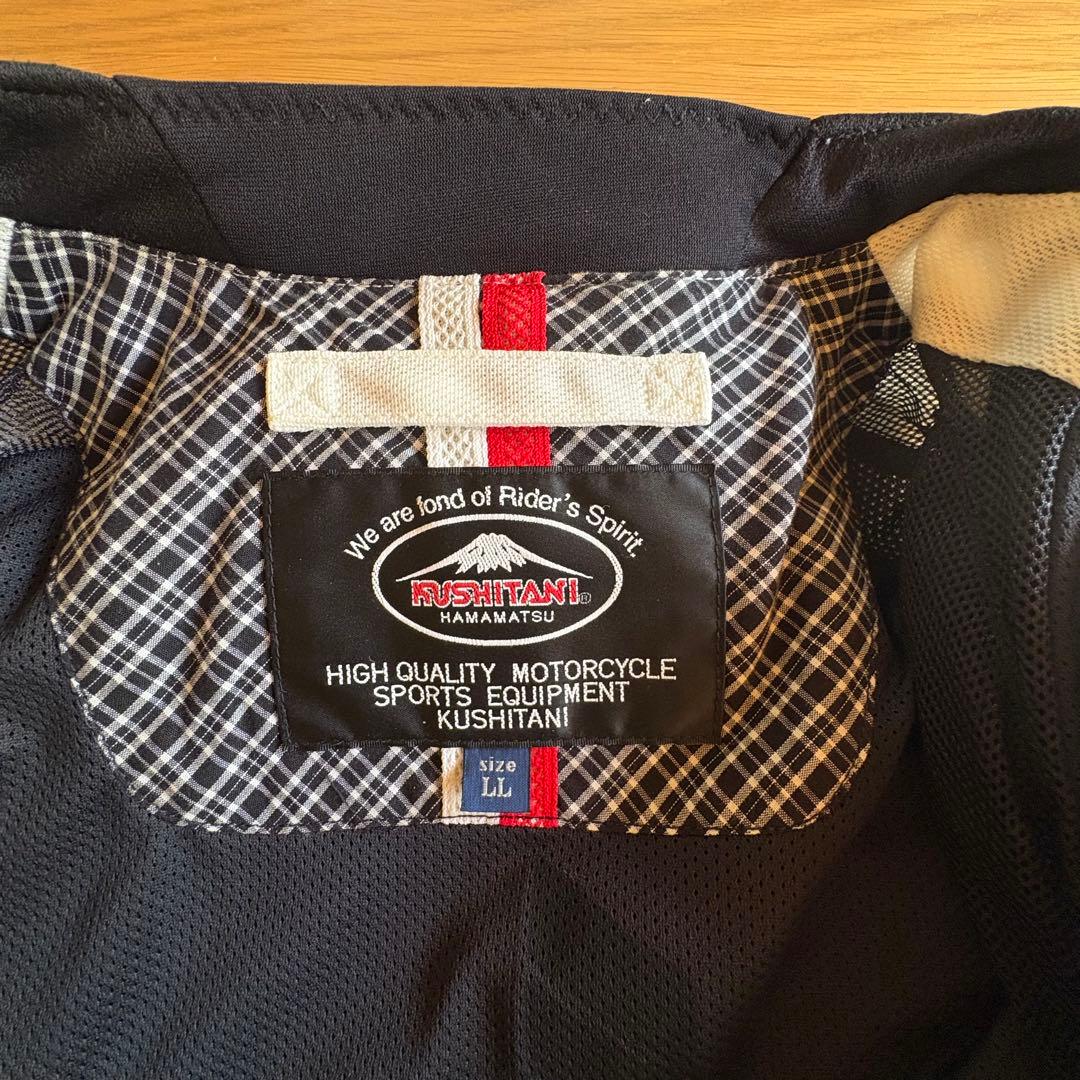 We are fond of Rider's Spirit.
KUSHITANI®
HAMAMATSU
HIGH QUALITY MOTORCYCLE
SPORTS EQUIPMENT
KUSHITANI
size
LL